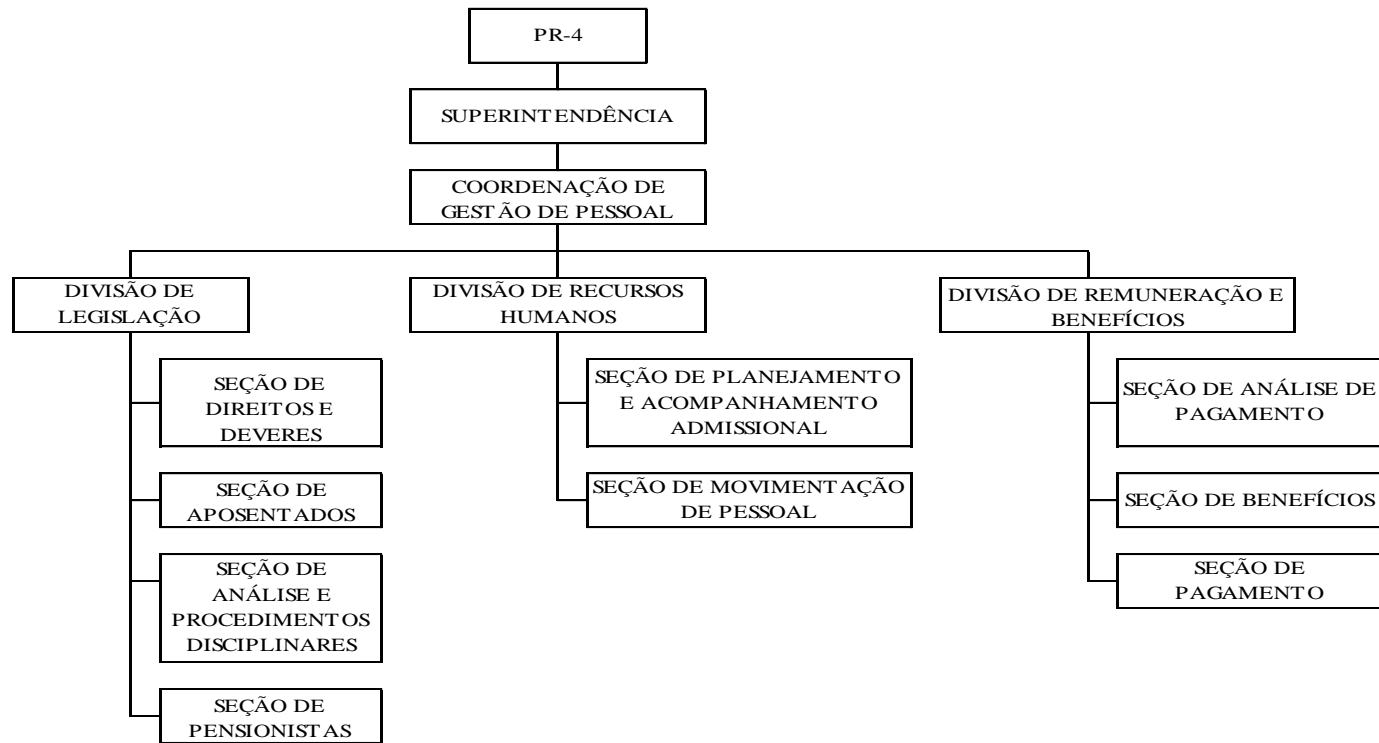 PR-4
SUPERINTENDÊNCIA
COORDENAÇÃO DE
GESTÃO DE PESSOAL
DIVISÃO DE
LEGISLAÇÃO
SEÇÃO DE
DIREITOS E
DEVERES
SEÇÃO DE
APOSENTADOS
SEÇÃO DE
ANÁLISE E
PROCEDIMENTOS
DISCIPLINARES
SEÇÃO DE
PENSIONISTAS
DIVISÃO DE RECURSOS
HUMANOS
SEÇÃO DE PLANEJAMENTO
E ACOMPANHAMENTO
ADMISSIONAL
SEÇÃO DE MOVIMENTAÇÃO
DE PESSOAL
DIVISÃO DE REMUNERAÇÃO E
BENEFÍCIOS
SEÇÃO DE ANÁLISE DE
PAGAMENTO
SEÇÃO DE BENEFÍCIOS
SEÇÃO DE
PAGAMENTO